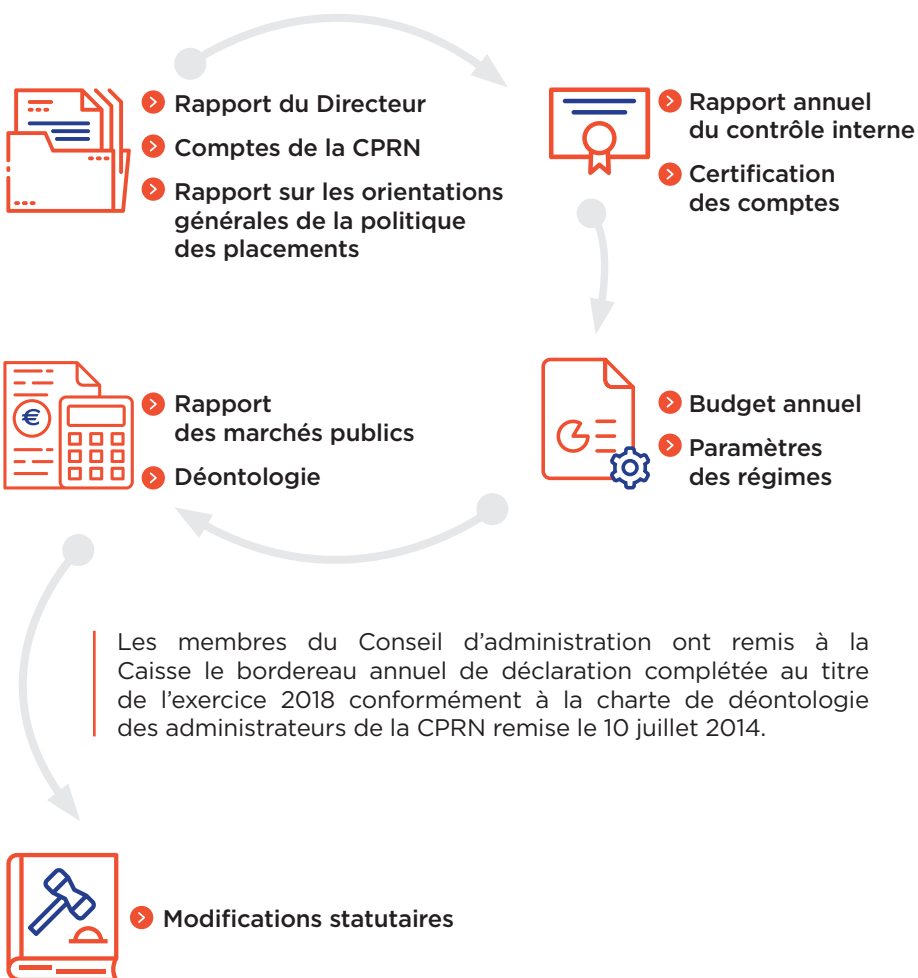 Rapport du Directeur
Comptes de la CPRN
Rapport sur les orientations
générales de la politique
des placements
Rapport annuel
du contrôle interne
Certification
des comptes
Budget annuel
Paramètres
des régimes
€
Rapport
des marchés publics
Déontologie
Les membres du Conseil d’administration ont remis à la
Caisse le bordereau annuel de déclaration complétée au titre
de l’exercice 2018 conformément à la charte de déontologie
des administrateurs de la CPRN remise le 10 juillet 2014.
Modifications statutaires